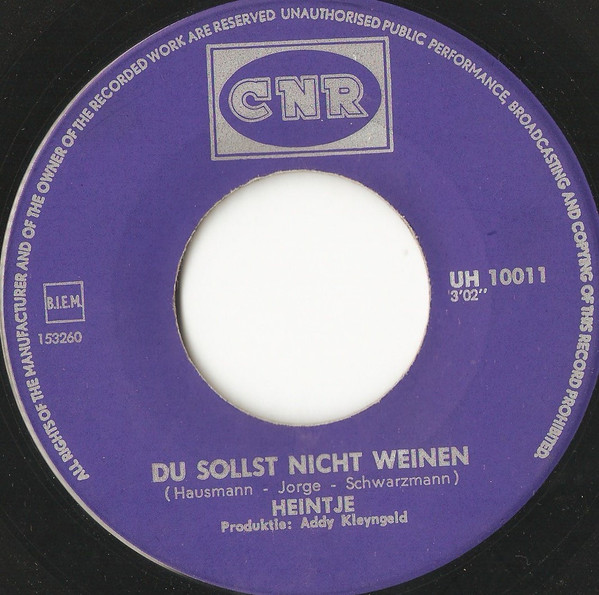 ALL RIGHTS OF THE MANUFACTURER AND OF THE OWNER OF THE RECORDED WORK ARE RESERVED UNAUTHORISED PUBLIC PERFORMANCE, BROADCASTING AND COPYING OF THIS RECORD PROHIBITED.
CNR
UH 10011
'3'02''
B.I.E.M.
153260
DU SOLLST NICHT WEINEN
(Hausmann - Jorge - Schwarzmann)
HEINTJE
Produktie: Addy Kleyngeld